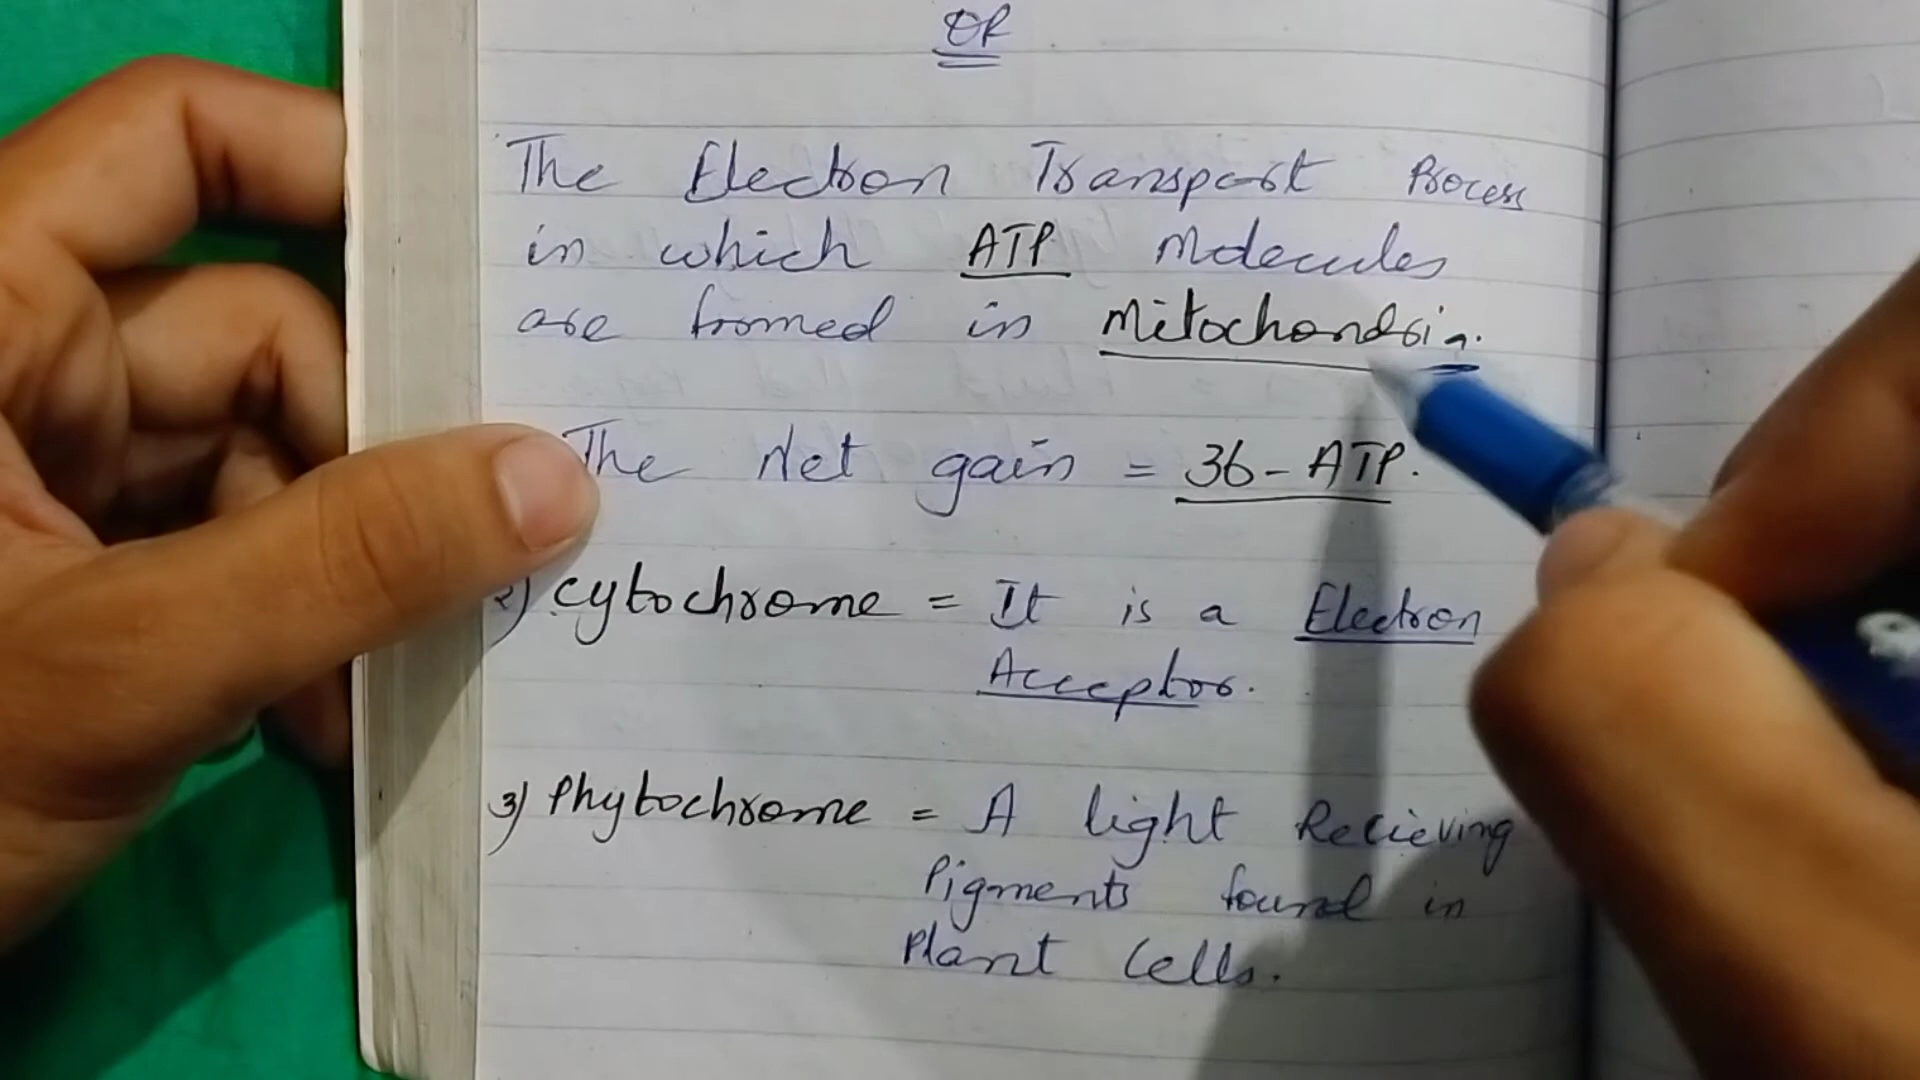 OR
The Electron Transport Process
in which ATP Molecules
are fromed in Mitochondria.
The Net gain = 36-ATP.
2) Cytochrome = It is a Electron
Acceptor.
3) Phytochrome = A light Recieving
Pigments found in
Plant Cells.